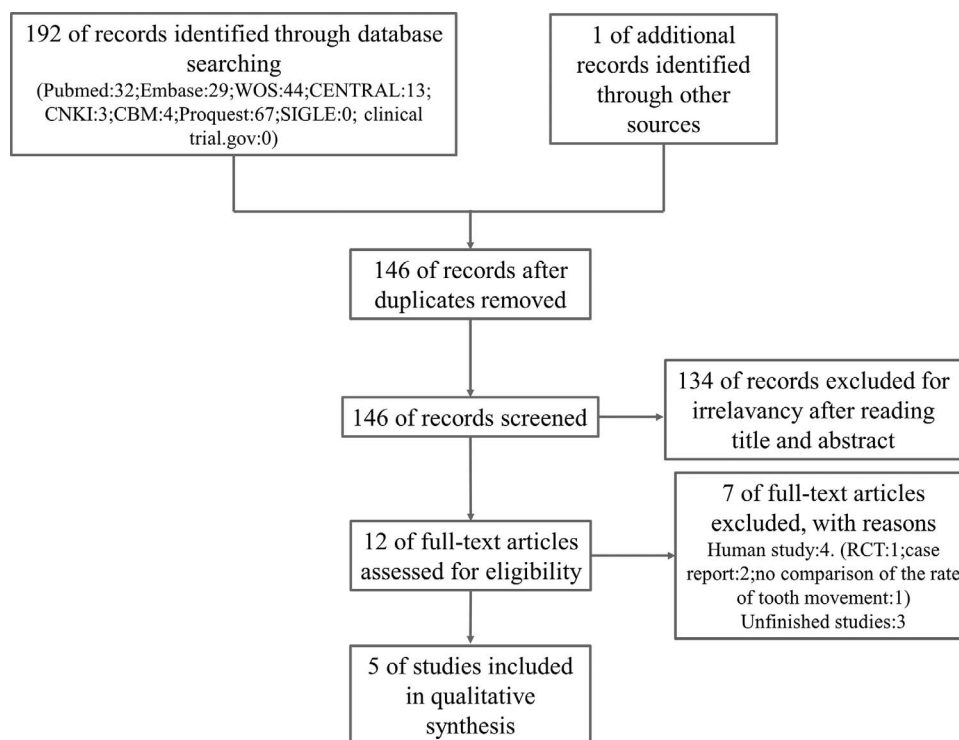 192 of records identified through database
searching
(Pubmed:32;Embase:29;WOS:44;CENTRAL:13;
CNKI:3;CBM:4;Proquest:67;SIGLE:0; clinical
trial.gov:0)
1 of additional
records identified
through other
sources
146 of records after
duplicates removed
146 of records screened
134 of records excluded for
irrelavancy after reading
title and abstract
12 of full-text articles
assessed for eligibility
7 of full-text articles
excluded, with reasons
Human study:4. (RCT:1;case
report:2;no comparison of the rate
of tooth movement:1)
Unfinished studies:3
5 of studies included
in qualitative
synthesis